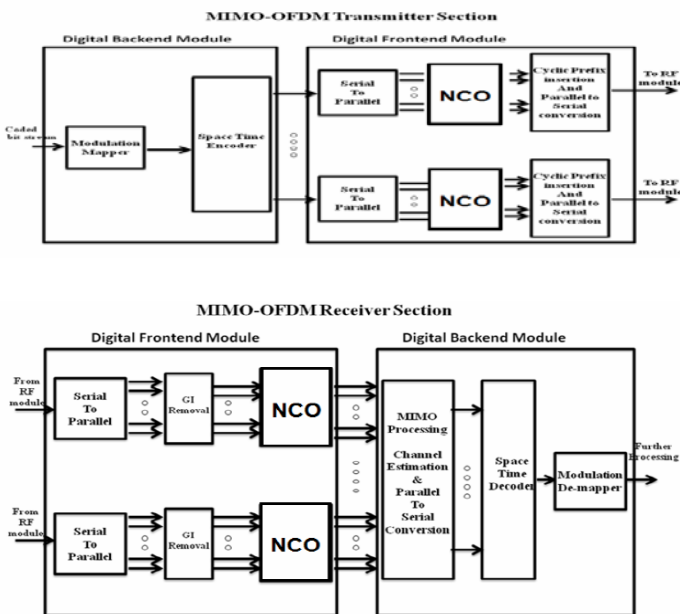 MIMO-OFDM Transmitter Section
Digital Backend Module
Digital Frontend Module
Coded
bit stream
Modulation
Mapper
Space Time
Encoder
Serial
To
Parallel
NCO
Cyclic Prefix
insertion
And
Parallel to
Serial
conversion
To RF
module
Serial
To
Parallel
NCO
Cyclic Prefix
insertion
And
Parallel to
Serial
conversion
To RF
module
MIMO-OFDM Receiver Section
Digital Frontend Module
Digital Backend Module
From
RF
module
Serial
To
Parallel
GI
Removal
NCO
From
RF
module
Serial
To
Parallel
GI
Removal
NCO
MIMO
Processing
Channel
Estimation
&
Parallel
To
Serial
Conversion
Space
Time
Decoder
Modulation
De-mapper
Further
Processing